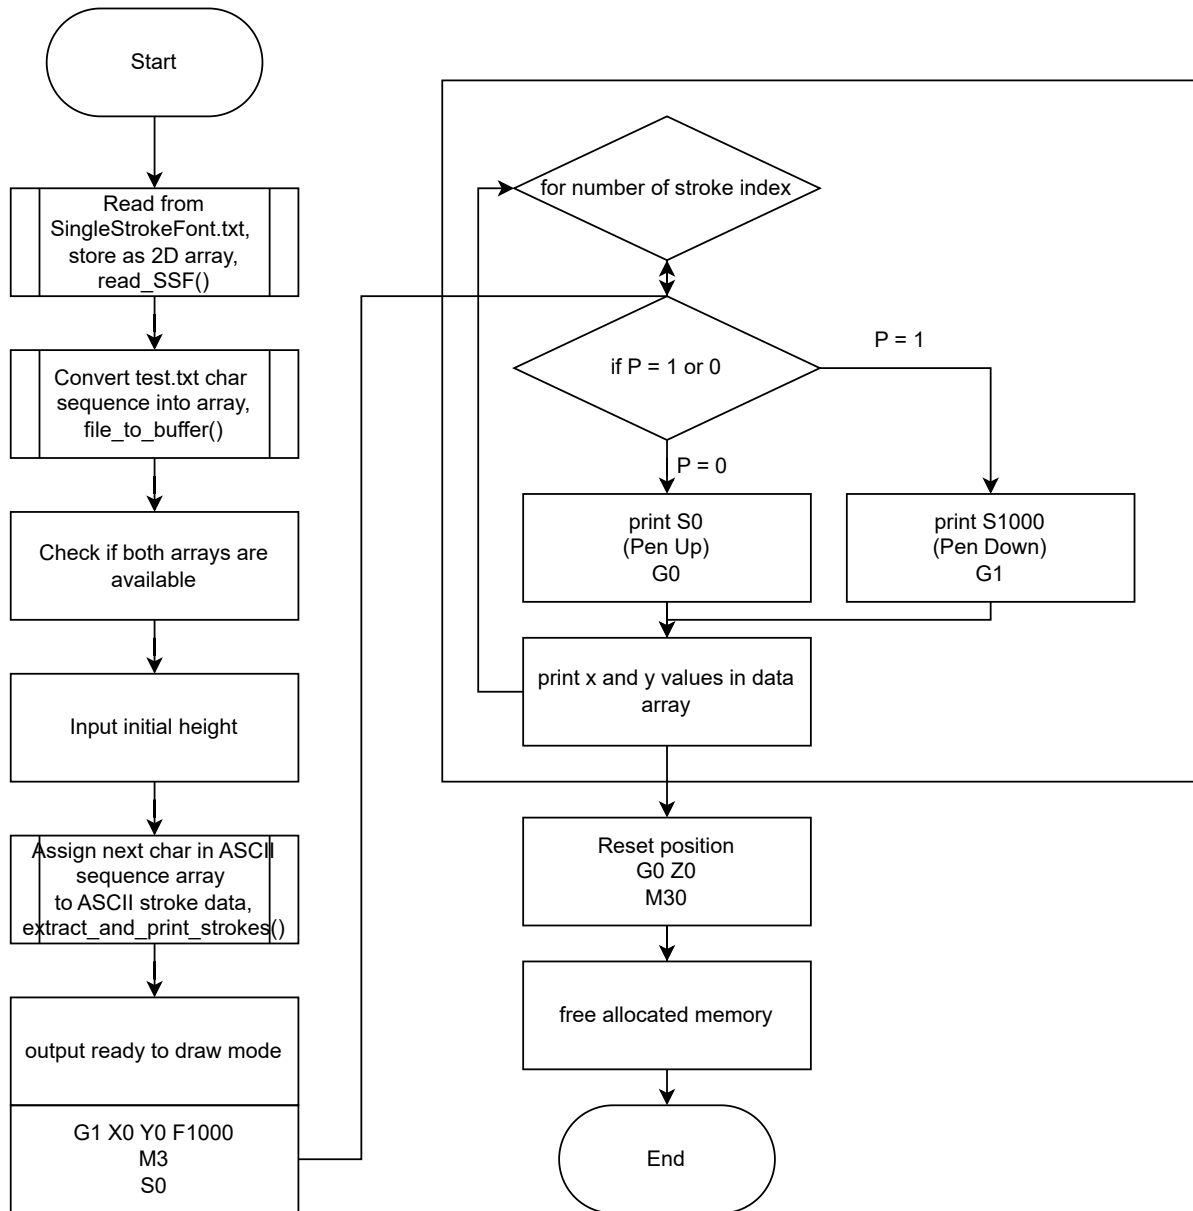 Start
Read from
SingleStrokeFont.txt,
store as 2D array,
read_SSF()
Convert test.txt char
sequence into array,
file_to_buffer()
Check if both arrays are
available
Input initial height
Assign next char in ASCII
sequence array
to ASCII stroke data,
extract_and_print_strokes()
output ready to draw mode
G1 X0 Y0 F1000
M3
S0
for number of stroke index
if P = 1 or 0
P = 1
P = 0
print S0
(Pen Up)
G0
print S1000
(Pen Down)
G1
print x and y values in data
array
Reset position
G0 Z0
M30
free allocated memory
End